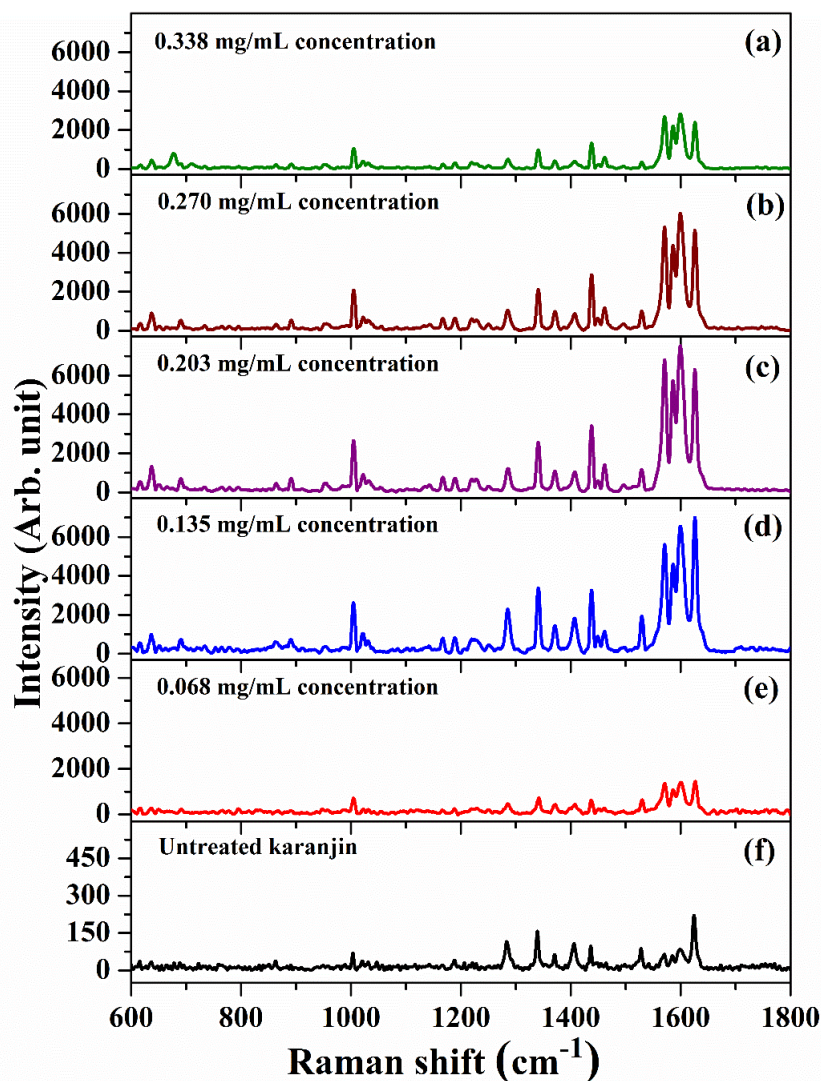 0.338 mg/mL concentration (a)
6000
4000
2000
0
0.270 mg/mL concentration (b)
6000
4000
2000
0
0.203 mg/mL concentration (c)
6000
4000
2000
0
0.135 mg/mL concentration (d)
6000
4000
2000
0
0.068 mg/mL concentration (e)
6000
4000
2000
0
Untreated karanjin (f)
450
300
150
0
Intensity (Arb. unit)
600 800 1000 1200 1400 1600 1800
Raman shift (cm⁻¹)